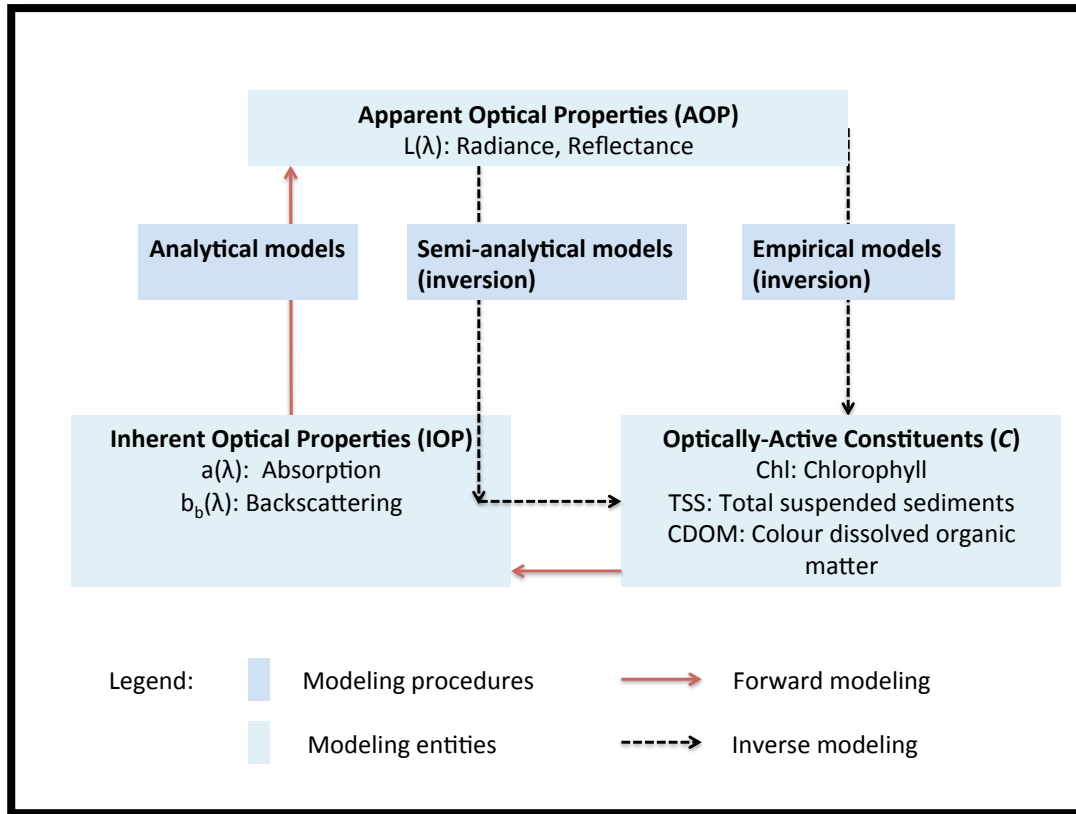 Apparent Optical Properties (AOP)
L(λ): Radiance, Reflectance
Analytical models
Semi-analytical models
(inversion)
Empirical models
(inversion)
Inherent Optical Properties (IOP)
a(λ): Absorption
b_b(λ): Backscattering
Optically-Active Constituents (C)
Chl: Chlorophyll
TSS: Total suspended sediments
CDOM: Colour dissolved organic
matter
Legend:
Modeling procedures
Forward modeling
Modeling entities
Inverse modeling